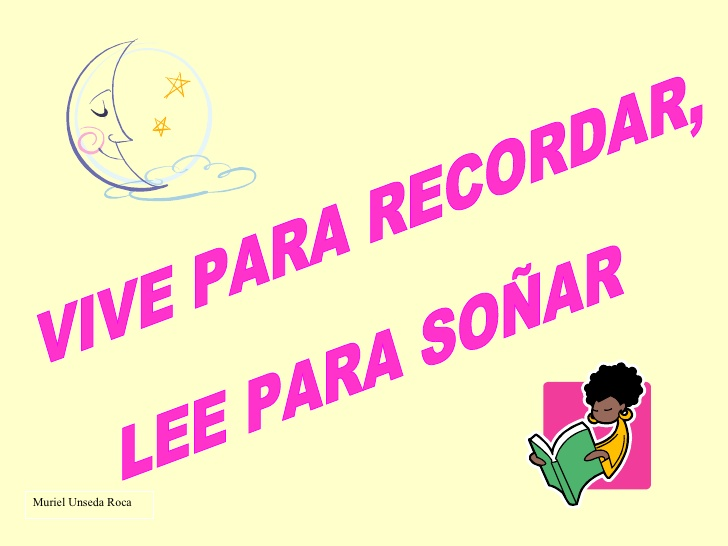 VIVE PARA RECORDAR,
LEE PARA SOÑAR
Muriel Unseda Roca